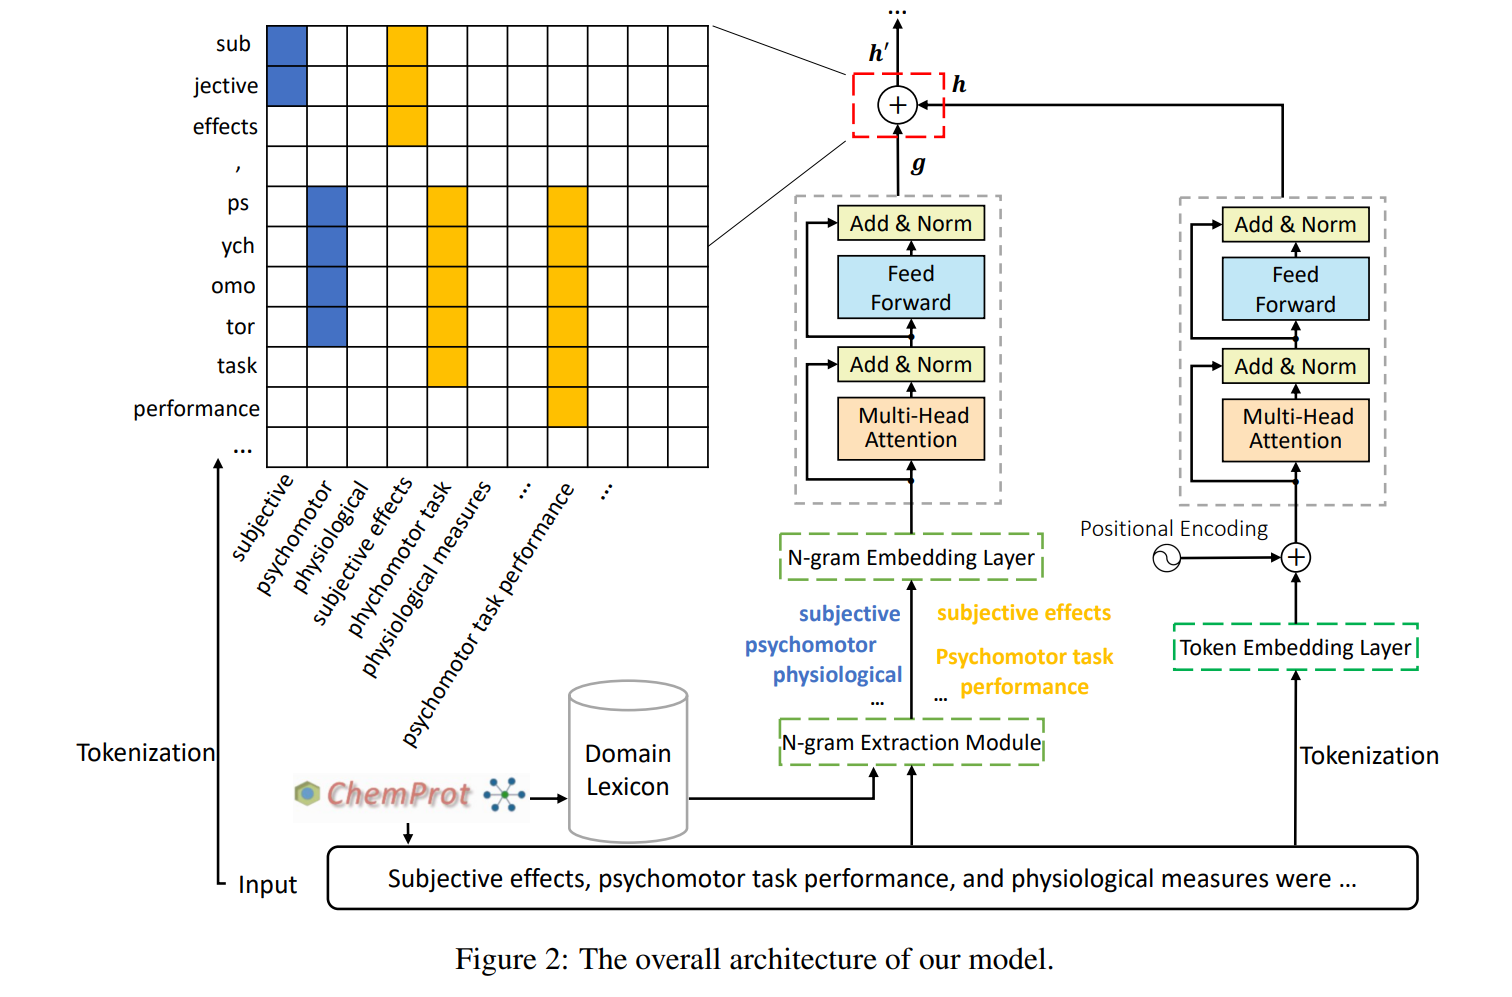 sub
jective
effects
,
ps
ych
omo
tor
task
performance
...
subjective
psychomotor
physiological
subjective effects
phychomotor task
physiological measures
...
psychomotor task performance
...
Tokenization
Input
ChemProt
Domain
Lexicon
...
h′
h
+
g
Add & Norm
Feed
Forward
Add & Norm
Multi-Head
Attention
N-gram Embedding Layer
subjective
psychomotor
physiological
...
subjective effects
Psychomotor task
performance
...
N-gram Extraction Module
Add & Norm
Feed
Forward
Add & Norm
Multi-Head
Attention
Positional Encoding
+
Token Embedding Layer
Tokenization
Subjective effects, psychomotor task performance, and physiological measures were ...
Figure 2: The overall architecture of our model.